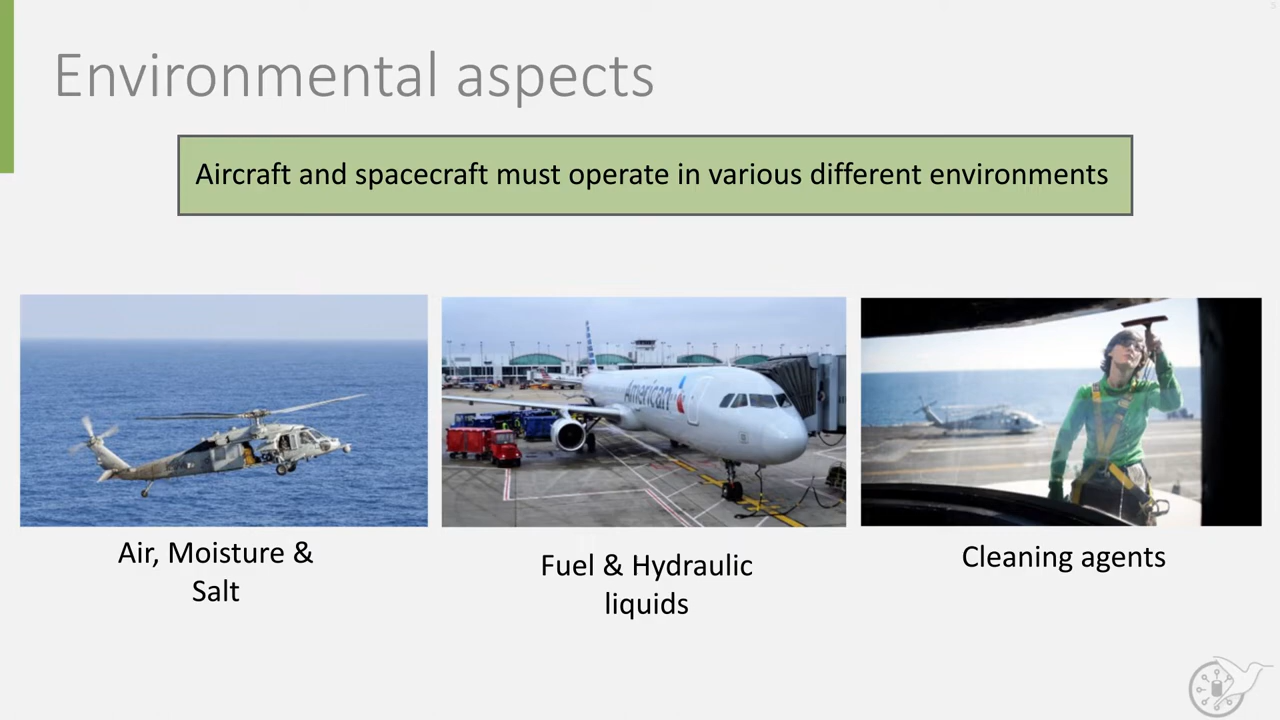 Environmental aspects
Aircraft and spacecraft must operate in various different environments
American
Air, Moisture &
Salt
Fuel & Hydraulic
liquids
Cleaning agents